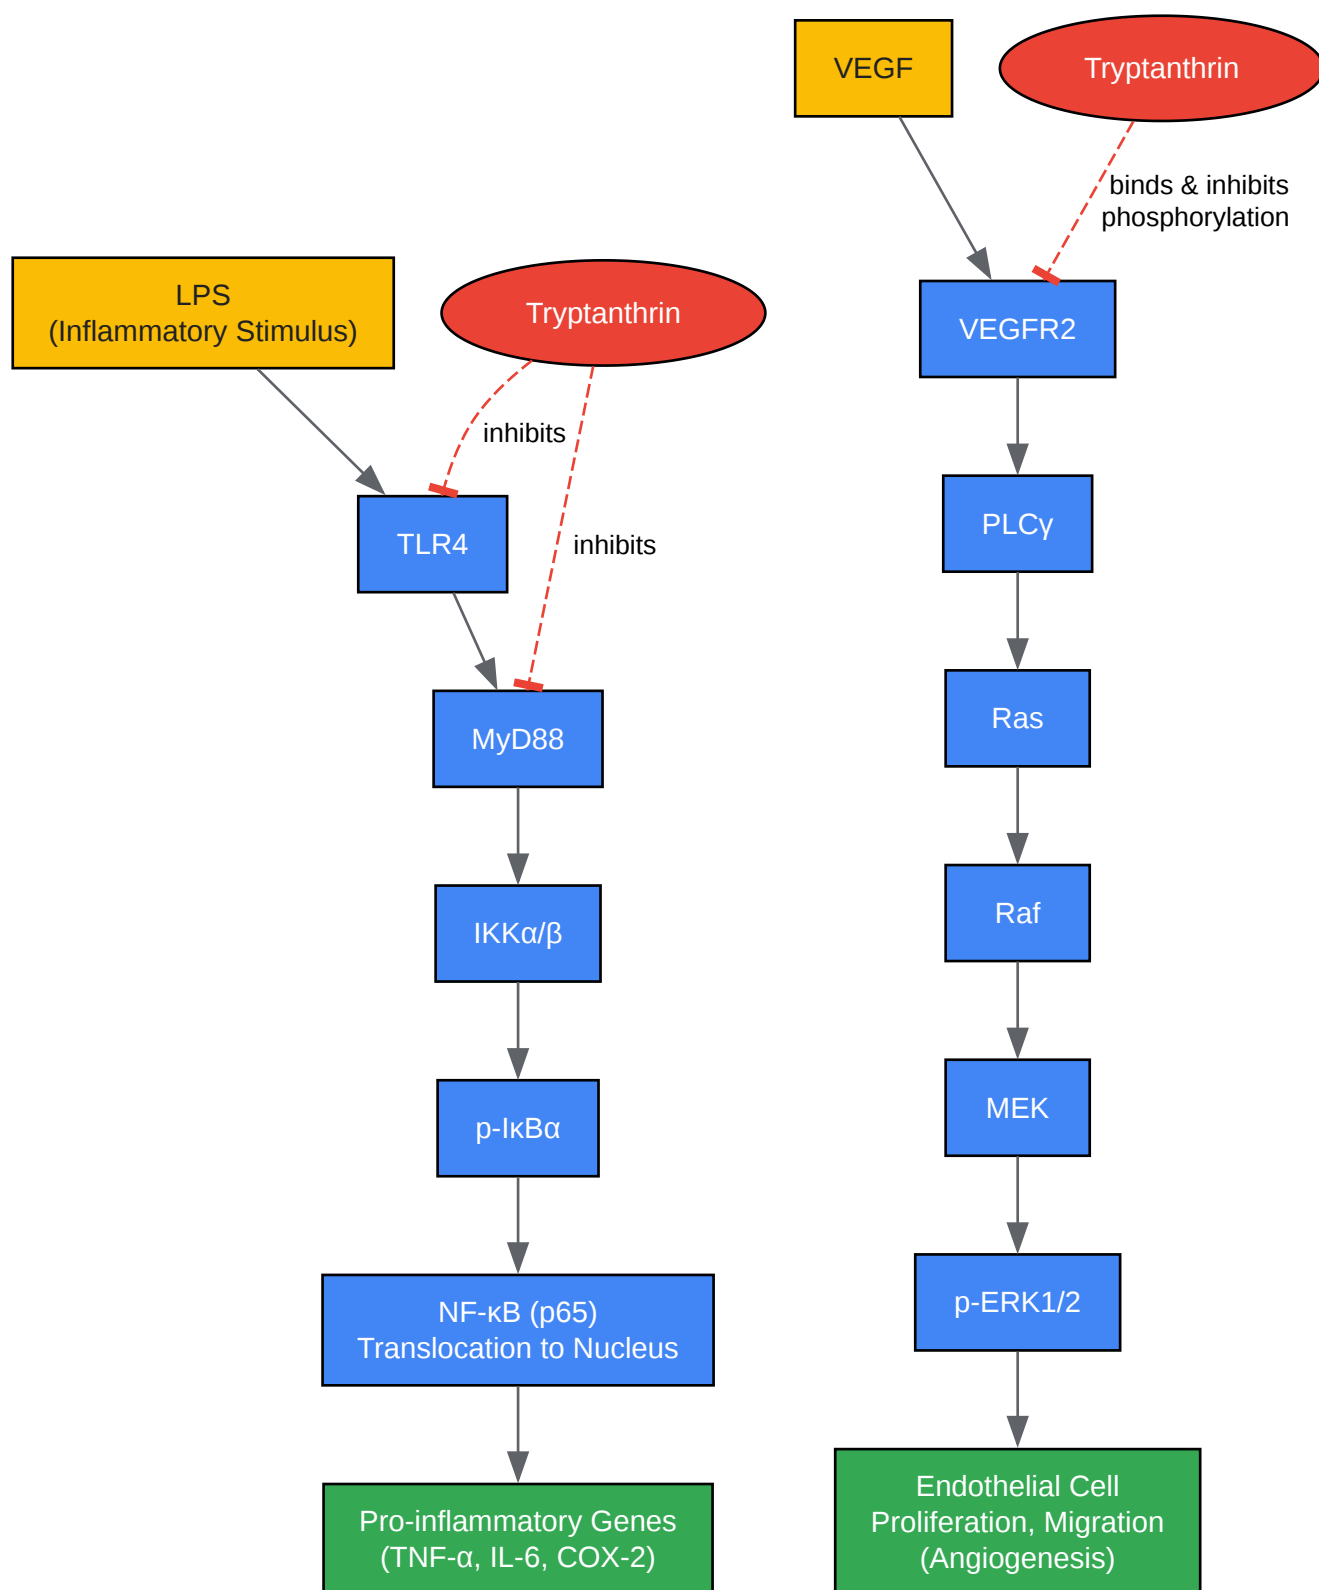 VEGF
Tryptanthrin
binds & inhibits
phosphorylation
LPS
(Inflammatory Stimulus)
Tryptanthrin
VEGFR2
inhibits
inhibits
TLR4
PLCγ
MyD88
Ras
IKKα/β
Raf
p-IκBα
MEK
NF-κB (p65)
Translocation to Nucleus
p-ERK1/2
Pro-inflammatory Genes
(TNF-α, IL-6, COX-2)
Endothelial Cell
Proliferation, Migration
(Angiogenesis)